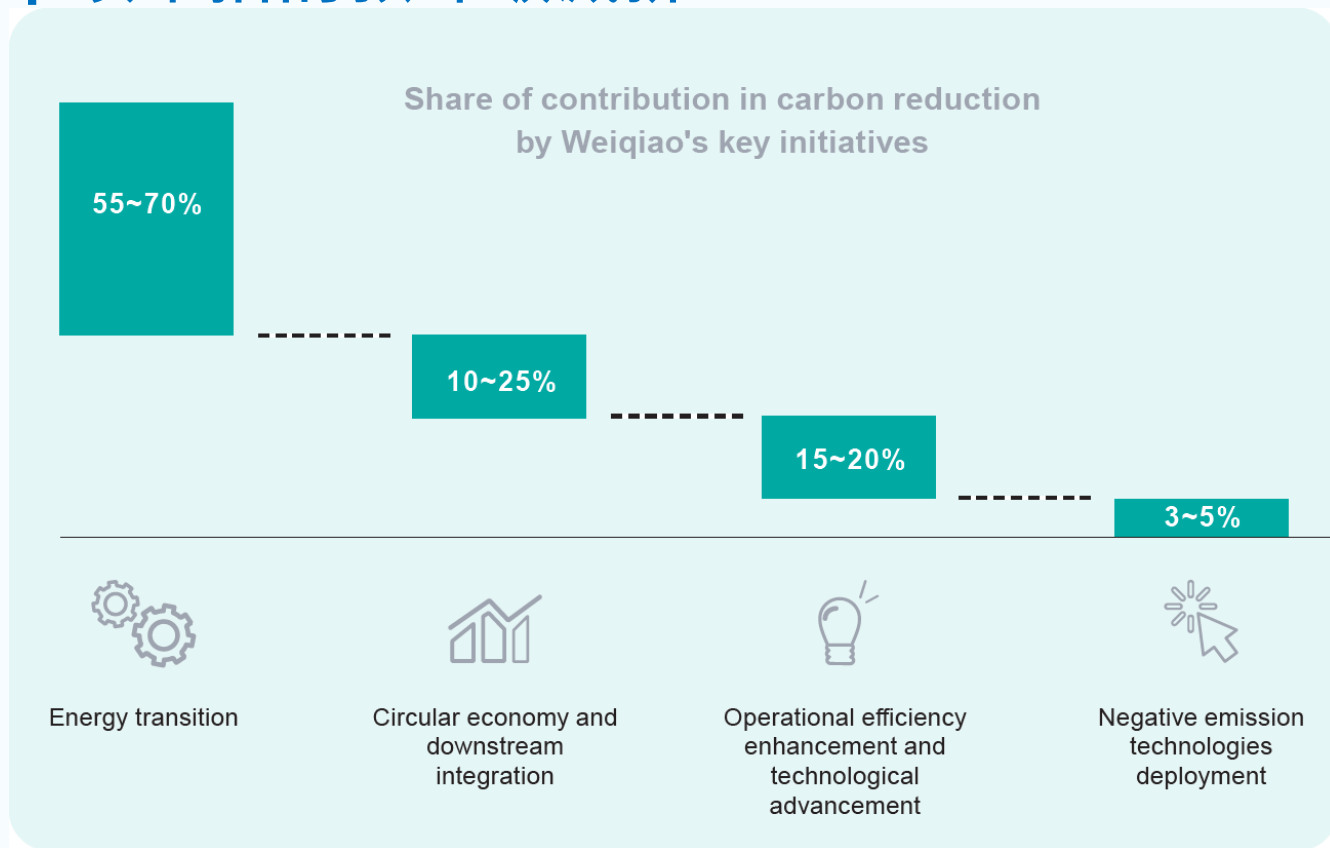 Share of contribution in carbon reduction
by Weiqiao's key initiatives
55~70%
10~25%
15~20%
3~5%
Energy transition
Circular economy and
downstream
integration
Operational efficiency
enhancement and
technological
advancement
Negative emission
technologies
deployment